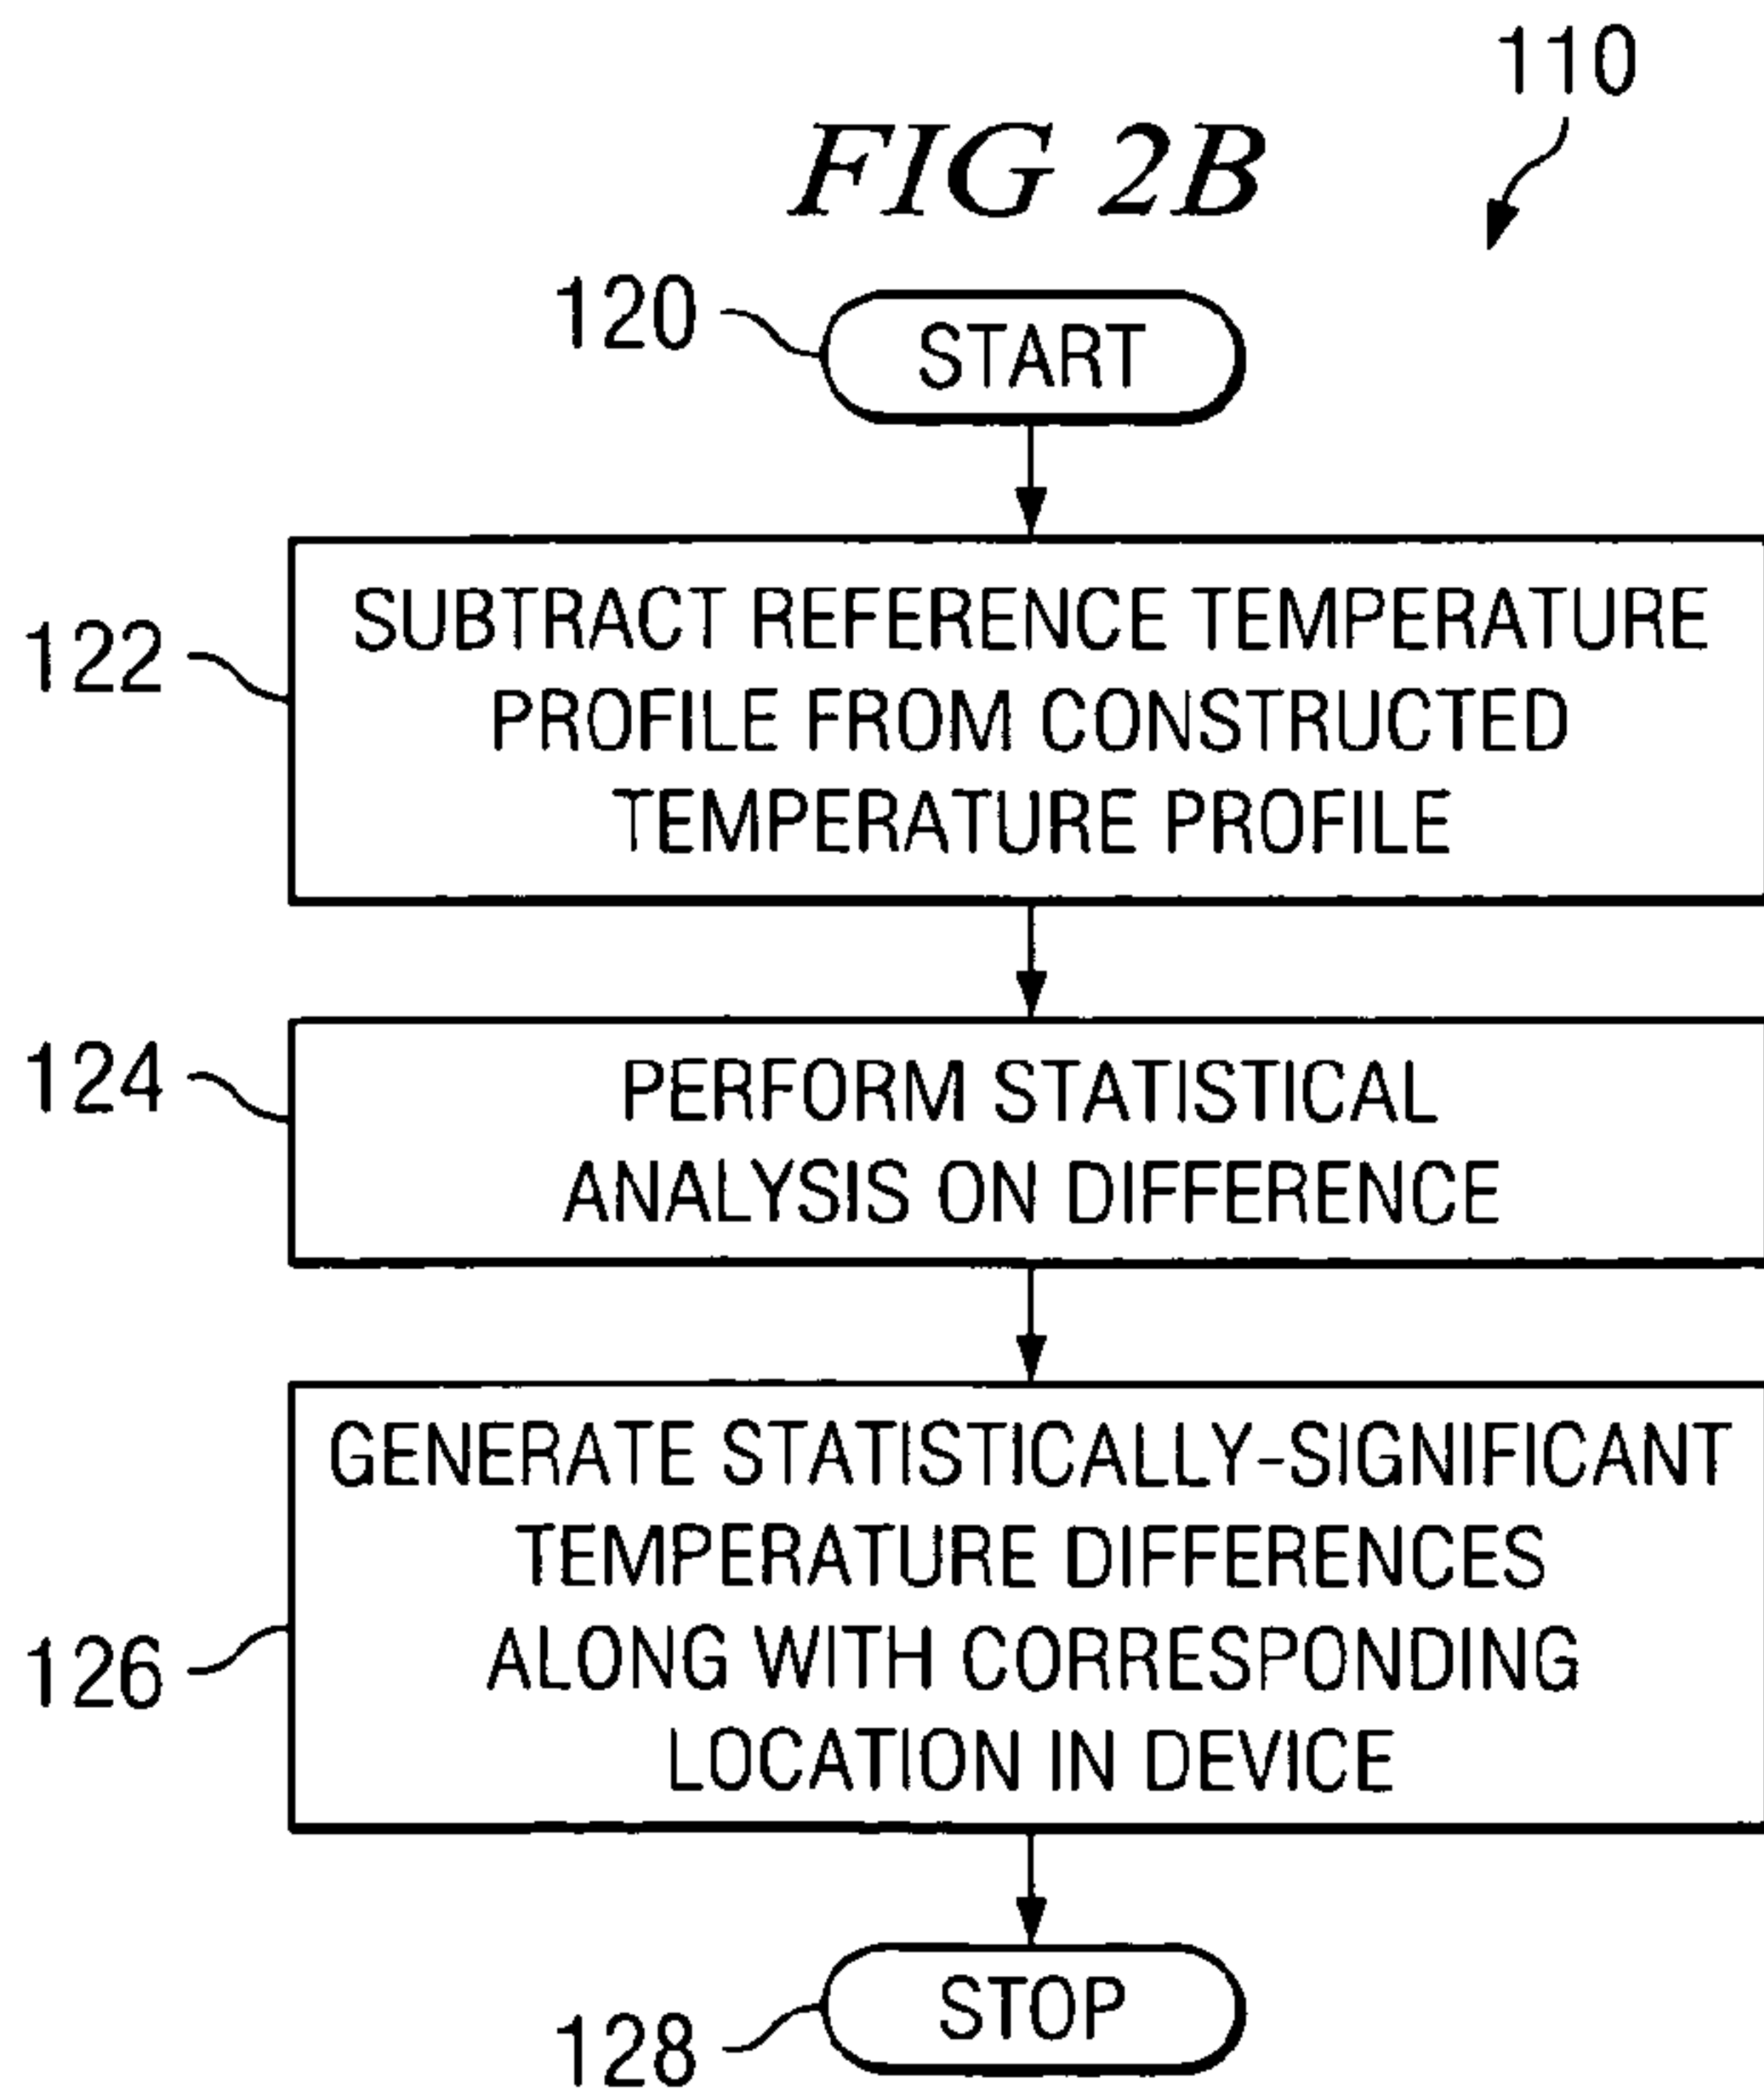 110
FIG 2B
120
START
122
SUBTRACT REFERENCE TEMPERATURE
PROFILE FROM CONSTRUCTED
TEMPERATURE PROFILE
124
PERFORM STATISTICAL
ANALYSIS ON DIFFERENCE
GENERATE STATISTICALLY-SIGNIFICANT
TEMPERATURE DIFFERENCES
126
ALONG WITH CORRESPONDING
LOCATION IN DEVICE
STOP
128